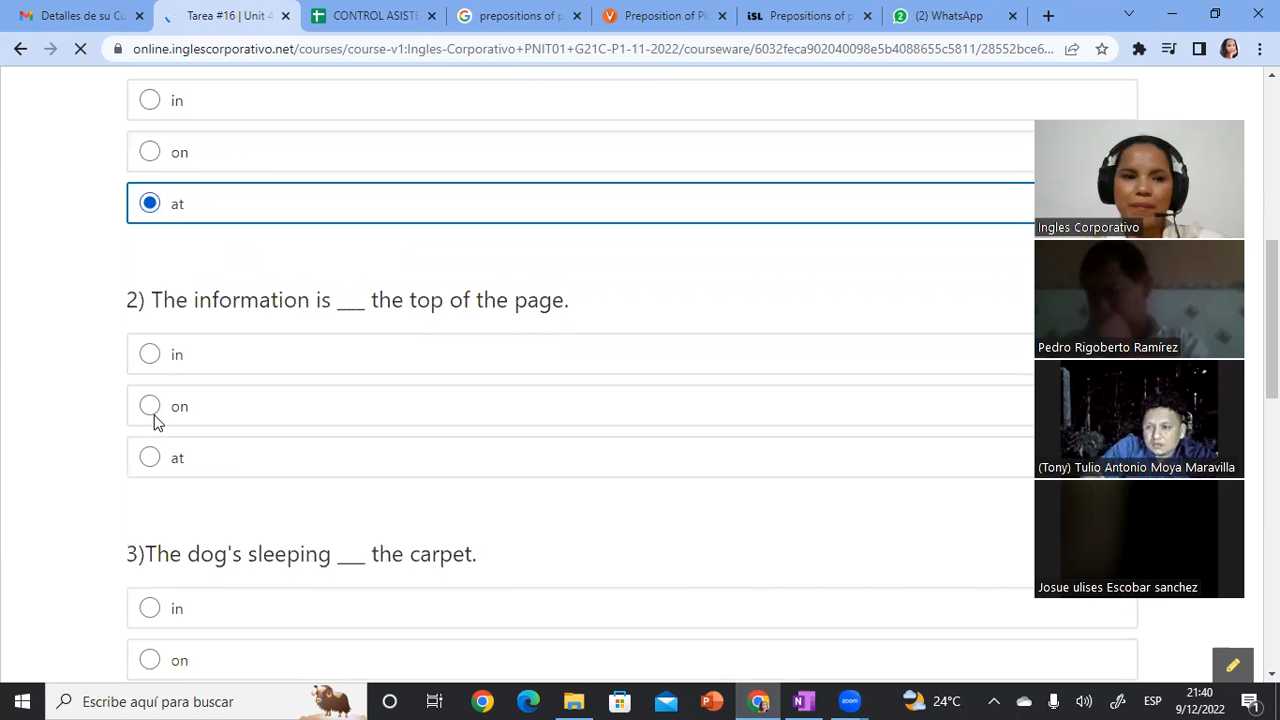 Detalles de su Cu
Tarea #16 | Unit 4
CONTROL ASIST
prepositions of p
Preposition of Pl
Prepositions of p
(2) WhatsApp
online.inglescorporativo.net/courses/course-v1:Ingles-Corporativo+PNIT01+G21C-P1-11-2022/courseware/6032feca902040098e5b4088655c5811/28552bce6...
in
on
at
Ingles Corporativo
2) The information is ___ the top of the page.
Pedro Rigoberto Ramírez
in
on
at
(Tony) Tulio Antonio Moya Maravilla
3)The dog's sleeping ___ the carpet.
Josue ulises Escobar sanchez
in
on
Escribe aquí para buscar
24°C
ESP
21:40
9/12/2022